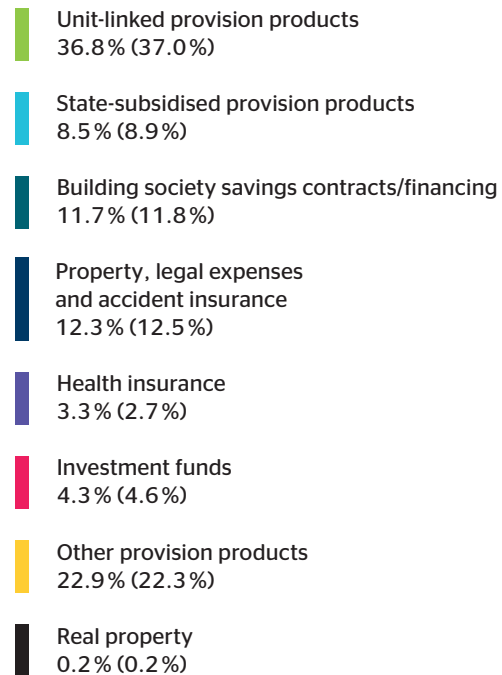 Unit-linked provision products
36.8% (37.0%)
State-subsidised provision products
8.5% (8.9%)
Building society savings contracts/financing
11.7% (11.8%)
Property, legal expenses
and accident insurance
12.3% (12.5%)
Health insurance
3.3% (2.7%)
Investment funds
4.3% (4.6%)
Other provision products
22.9% (22.3%)
Real property
0.2% (0.2%)